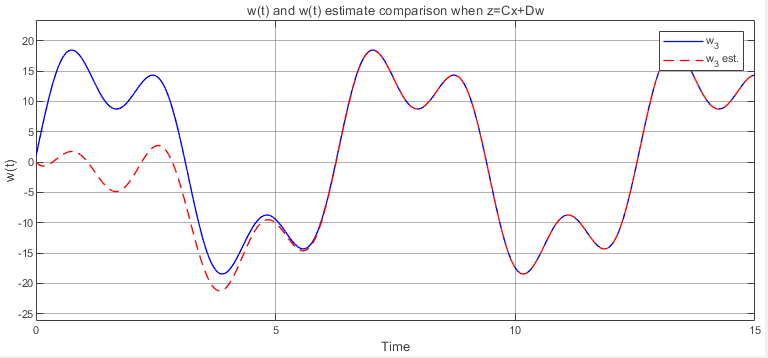 w(t) and w(t) estimate comparison when z=Cx+Dw
w(t)
20
15
10
5
0
-5
-10
-15
-20
-25
w3
w3 est.
0
5
10
15
Time